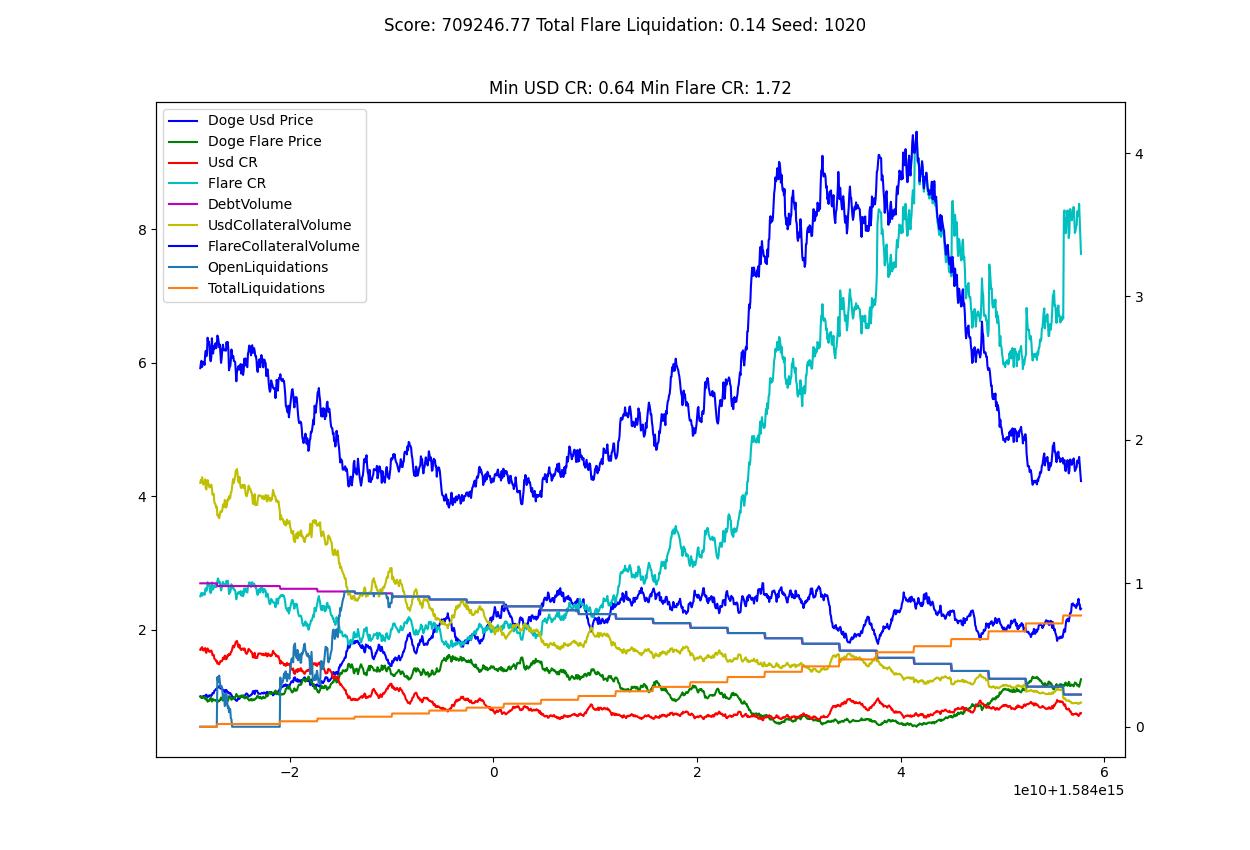 Score: 709246.77 Total Flare Liquidation: 0.14 Seed: 1020
Min USD CR: 0.64 Min Flare CR: 1.72
Doge Usd Price
Doge Flare Price
Usd CR
Flare CR
DebtVolume
UsdCollateralVolume
FlareCollateralVolume
OpenLiquidations
TotalLiquidations
8
6
4
2
4
3
2
1
0
−2
0
2
4
6
1e10+1.584e15